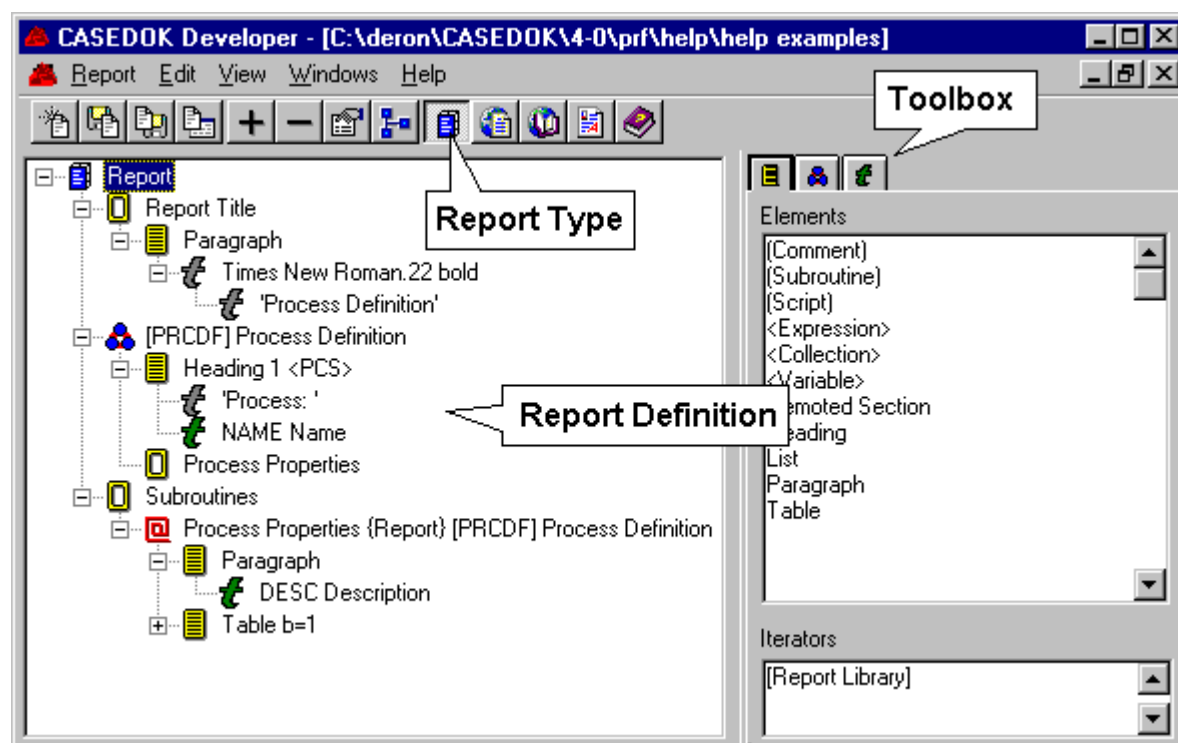 CASEDOK Developer - [C:\deron\CASEDOK\4-0\prf\help\help examples]
Report Edit View Windows Help
Toolbox
Report Type
Report
Report Title
Paragraph
Times New Roman.22 bold
'Process Definition'
[PRCDF] Process Definition
Heading 1 <PCS>
'Process: '
NAME Name
Process Properties
Subroutines
@ Process Properties {Report} [PRCDF] Process Definition
Paragraph
DESC Description
Table b=1
Report Definition
Elements
(Comment)
(Subroutine)
(Script)
<Expression>
<Collection>
<Variable>
emoted Section
eading
List
Paragraph
Table
Iterators
[Report Library]